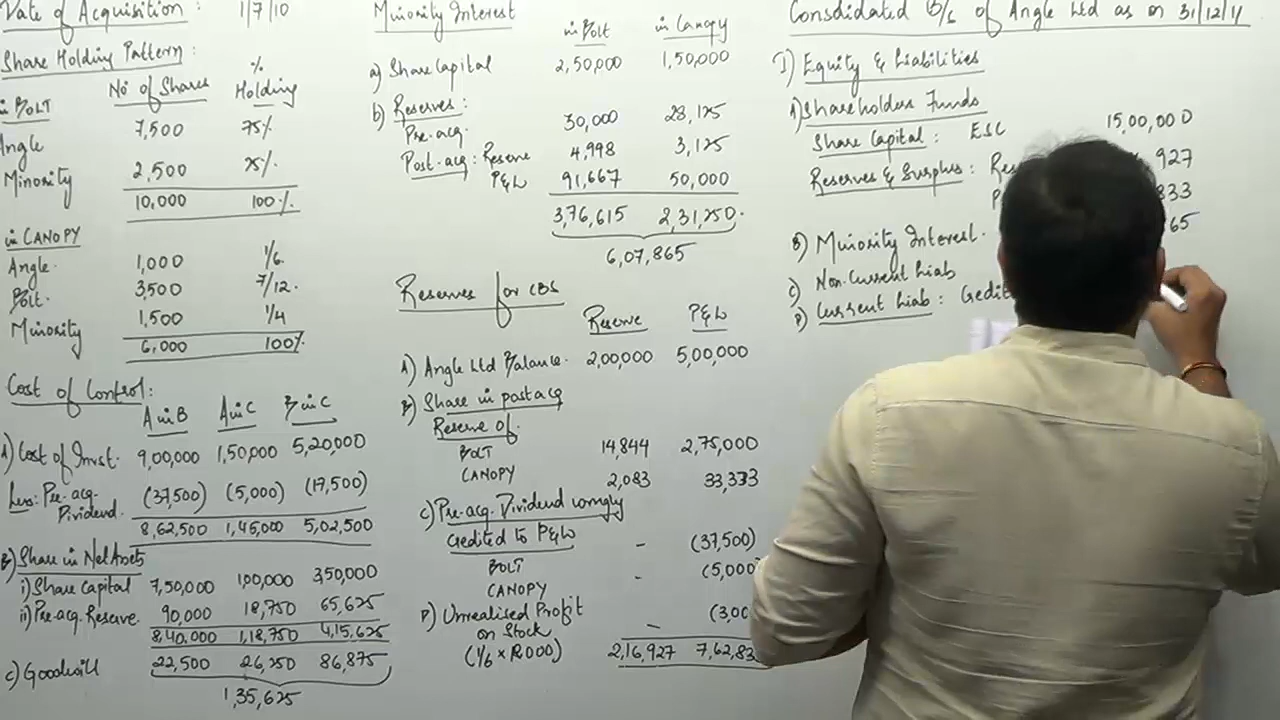 Date of Acquisition : 1/7/10
Share Holding Pattern :
No of Shares % Holding
in BOLT
Angle 7,500 75%
Minority 2,500 25%
10,000 100%
in CANOPY
Angle. 1,000 1/6
Bolt. 3,500 7/12
Minority 1,500 1/4
6,000 100%
Cost of Control :
A in B A in C B in C
A) Cost of Invst. 9,00,000 1,50,000 5,20,000
Less: Pre-acq. Dividend. (37,500) (5,000) (17,500)
8,62,500 1,45,000 5,02,500
B) Share in Net Assets
i) Share Capital 7,50,000 1,00,000 3,50,000
ii) Pre-acq. Reserve. 90,000 18,750 65,625
8,40,000 1,18,750 4,15,625
c) Goodwill 22,500 26,250 86,875
1,35,625
Minority Interest
in Bolt in Canopy
a) Share Capital 2,50,000 1,50,000
b) Reserves :
Pre-acq. 30,000 28,125
Post-acq : Reserve 4,998 3,125
P&L 91,667 50,000
3,76,615 2,31,250.
6,07,865
Reserves for CBS
Reserve P&L
A) Angle Ltd Balance. 2,00,000 5,00,000
B) Share in post acq
Reserve of.
BOLT 14,844 2,75,000
CANOPY 2,083 33,333
c) Pre-acq. Dividend wrongly
Credited to P&L
BOLT - (37,500)
CANOPY - (5,000)
D) Unrealised Profit
on Stock - (300
(1/6 x 18000) 2,16,927 7,62,83
Consolidated B/S of Angle Ltd as on 31/12/11
I) Equity & Liabilities
A) Shareholders Funds
Share Capital : ESC 15,00,000
Reserves & Surplus : Res 927
P 833
B) Minority Interest. 65
c) Non-Current Liab
D) Current Liab : Credit